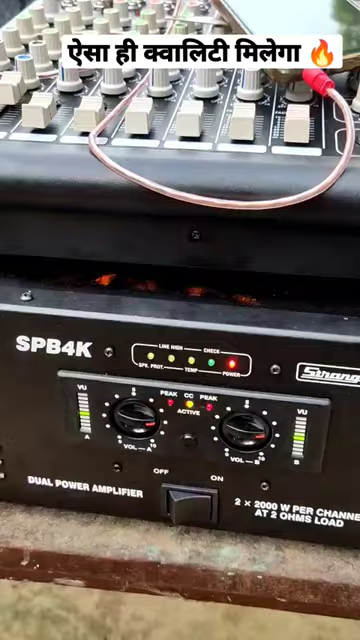 ऐसा ही क्वालिटी मिलेगा 🔥
SPB4K
LINE HIGH
CHECK
SPK. PROT.
TEMP
POWER
VU
PEAK CC PEAK
ACTIVE
VU
A
VOL — A
VOL — B
B
OFF
ON
DUAL POWER AMPLIFIER
2 × 2000 W PER CHANNE
AT 2 OHMS LOAD